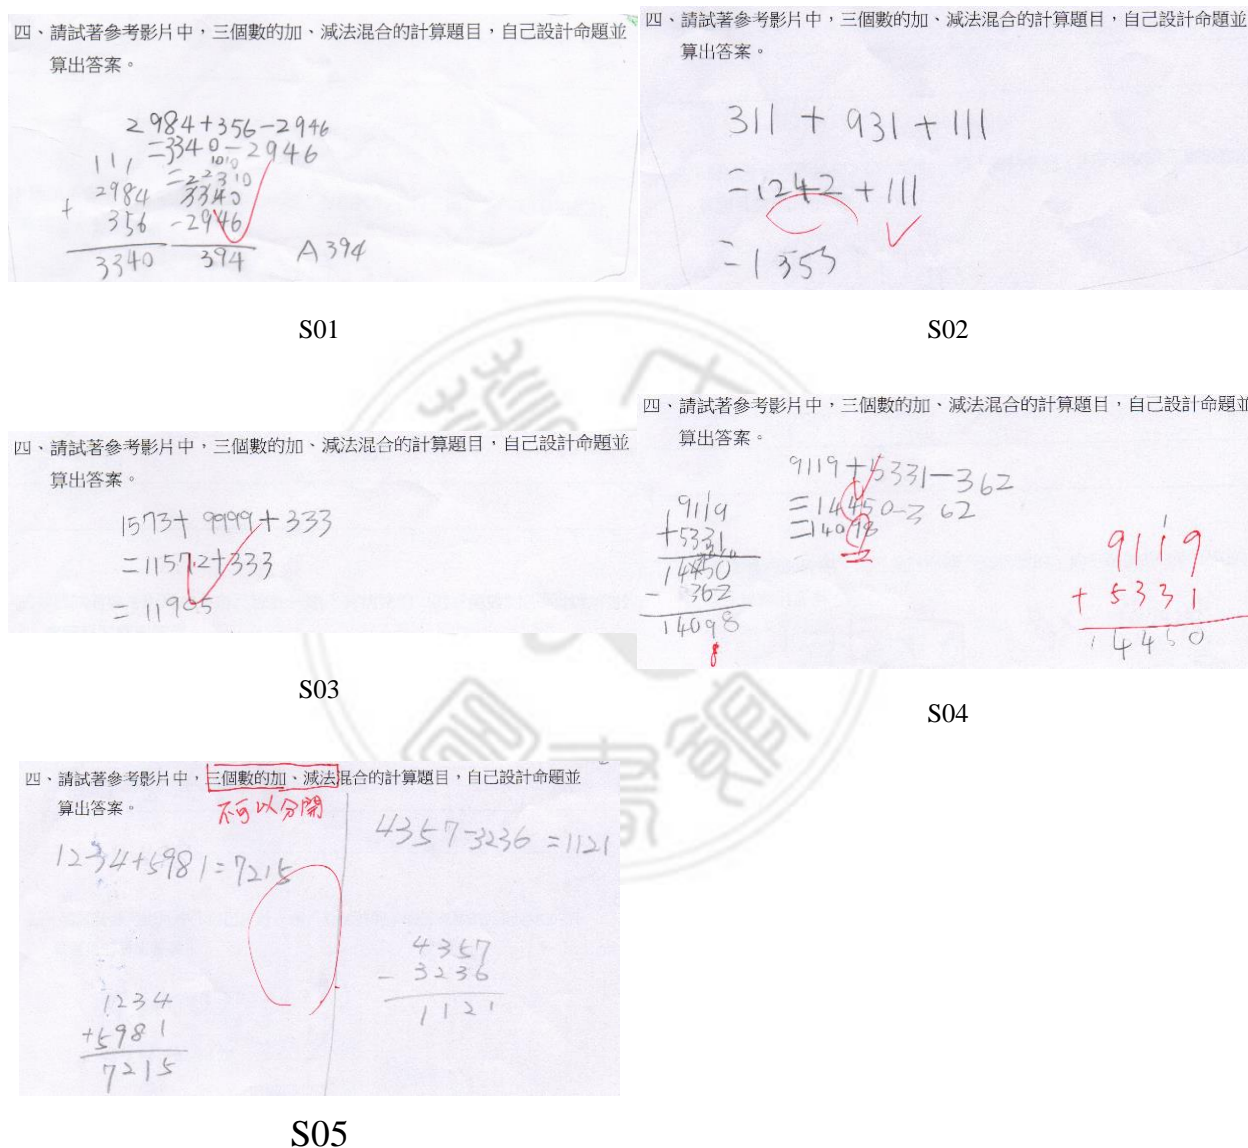 四、請試著參考影片中，三個數的加、減法混合的計算題目，自己設計命題並
算出答案。
2984+356-2946
=3340-2946
111
2984
+ 356
3340
3340
-2946
394
A 394
S01
四、請試著參考影片中，三個數的加、減法混合的計算題目，自己設計命題並
算出答案。
311 + 931 + 111
=1242 + 111
=1353
S02
四、請試著參考影片中，三個數的加、減法混合的計算題目，自己設計命題並
算出答案。
1573+ 9999 + 333
=11572+333
= 11905
S03
四、請試著參考影片中，三個數的加、減法混合的計算題目，自己設計命題並
算出答案。
9119+5331-362
=14450-362
=14098
9119
+5331
14450
- 362
14098
8
1
9119
+ 5331
14450
S04
四、請試著參考影片中，三個數的加、減法混合的計算題目，自己設計命題並
算出答案。
不可以分開
1234+5981=7215
1234
+5981
7215
4357-3236 =1121
4357
- 3236
1121
S05